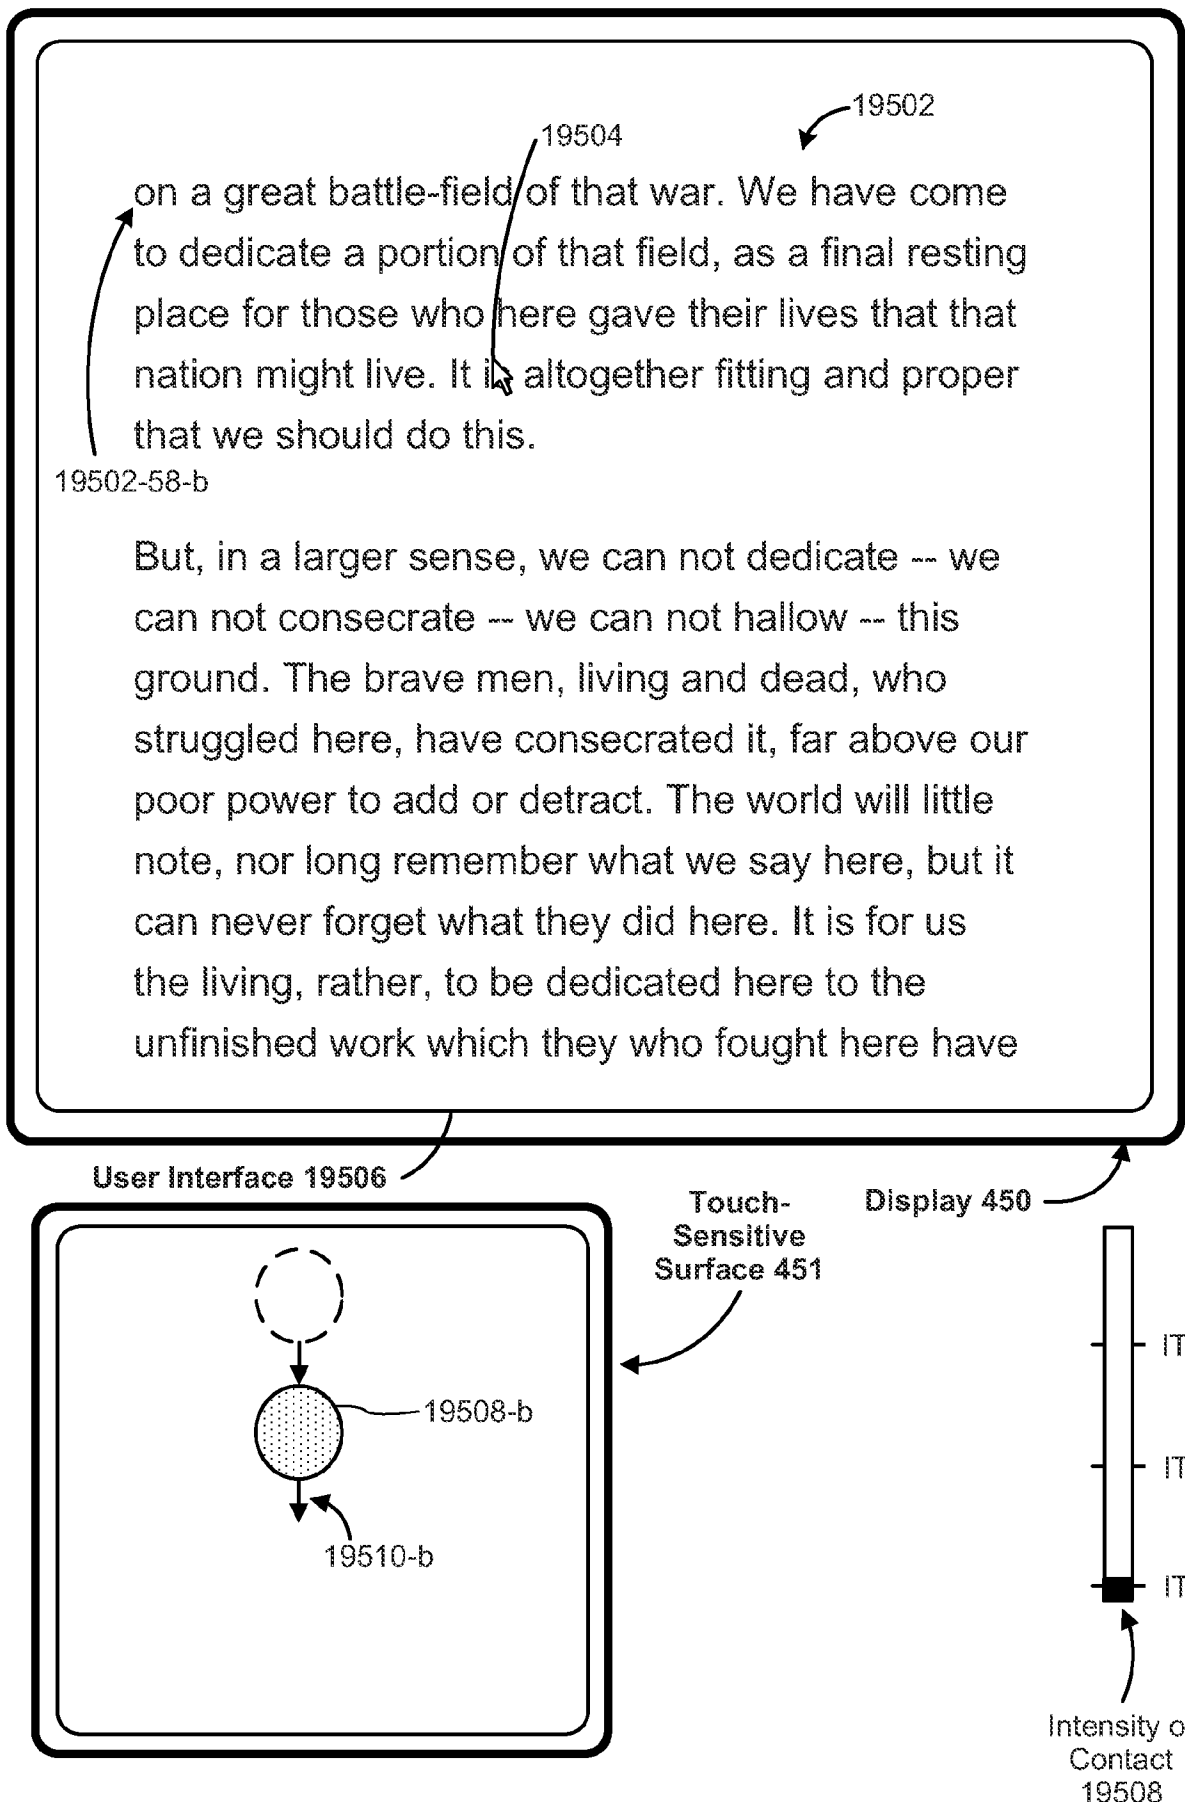 19502
19504
on a great battle-field of that war. We have come
to dedicate a portion of that field, as a final resting
place for those who here gave their lives that that
nation might live. It is altogether fitting and proper
that we should do this.
19502-58-b
But, in a larger sense, we can not dedicate -- we
can not consecrate -- we can not hallow -- this
ground. The brave men, living and dead, who
struggled here, have consecrated it, far above our
poor power to add or detract. The world will little
note, nor long remember what we say here, but it
can never forget what they did here. It is for us
the living, rather, to be dedicated here to the
unfinished work which they who fought here have
User Interface 19506
Touch-
Sensitive
Surface 451
Display 450
IT
IT
IT
19508-b
19510-b
Intensity o
Contact
19508